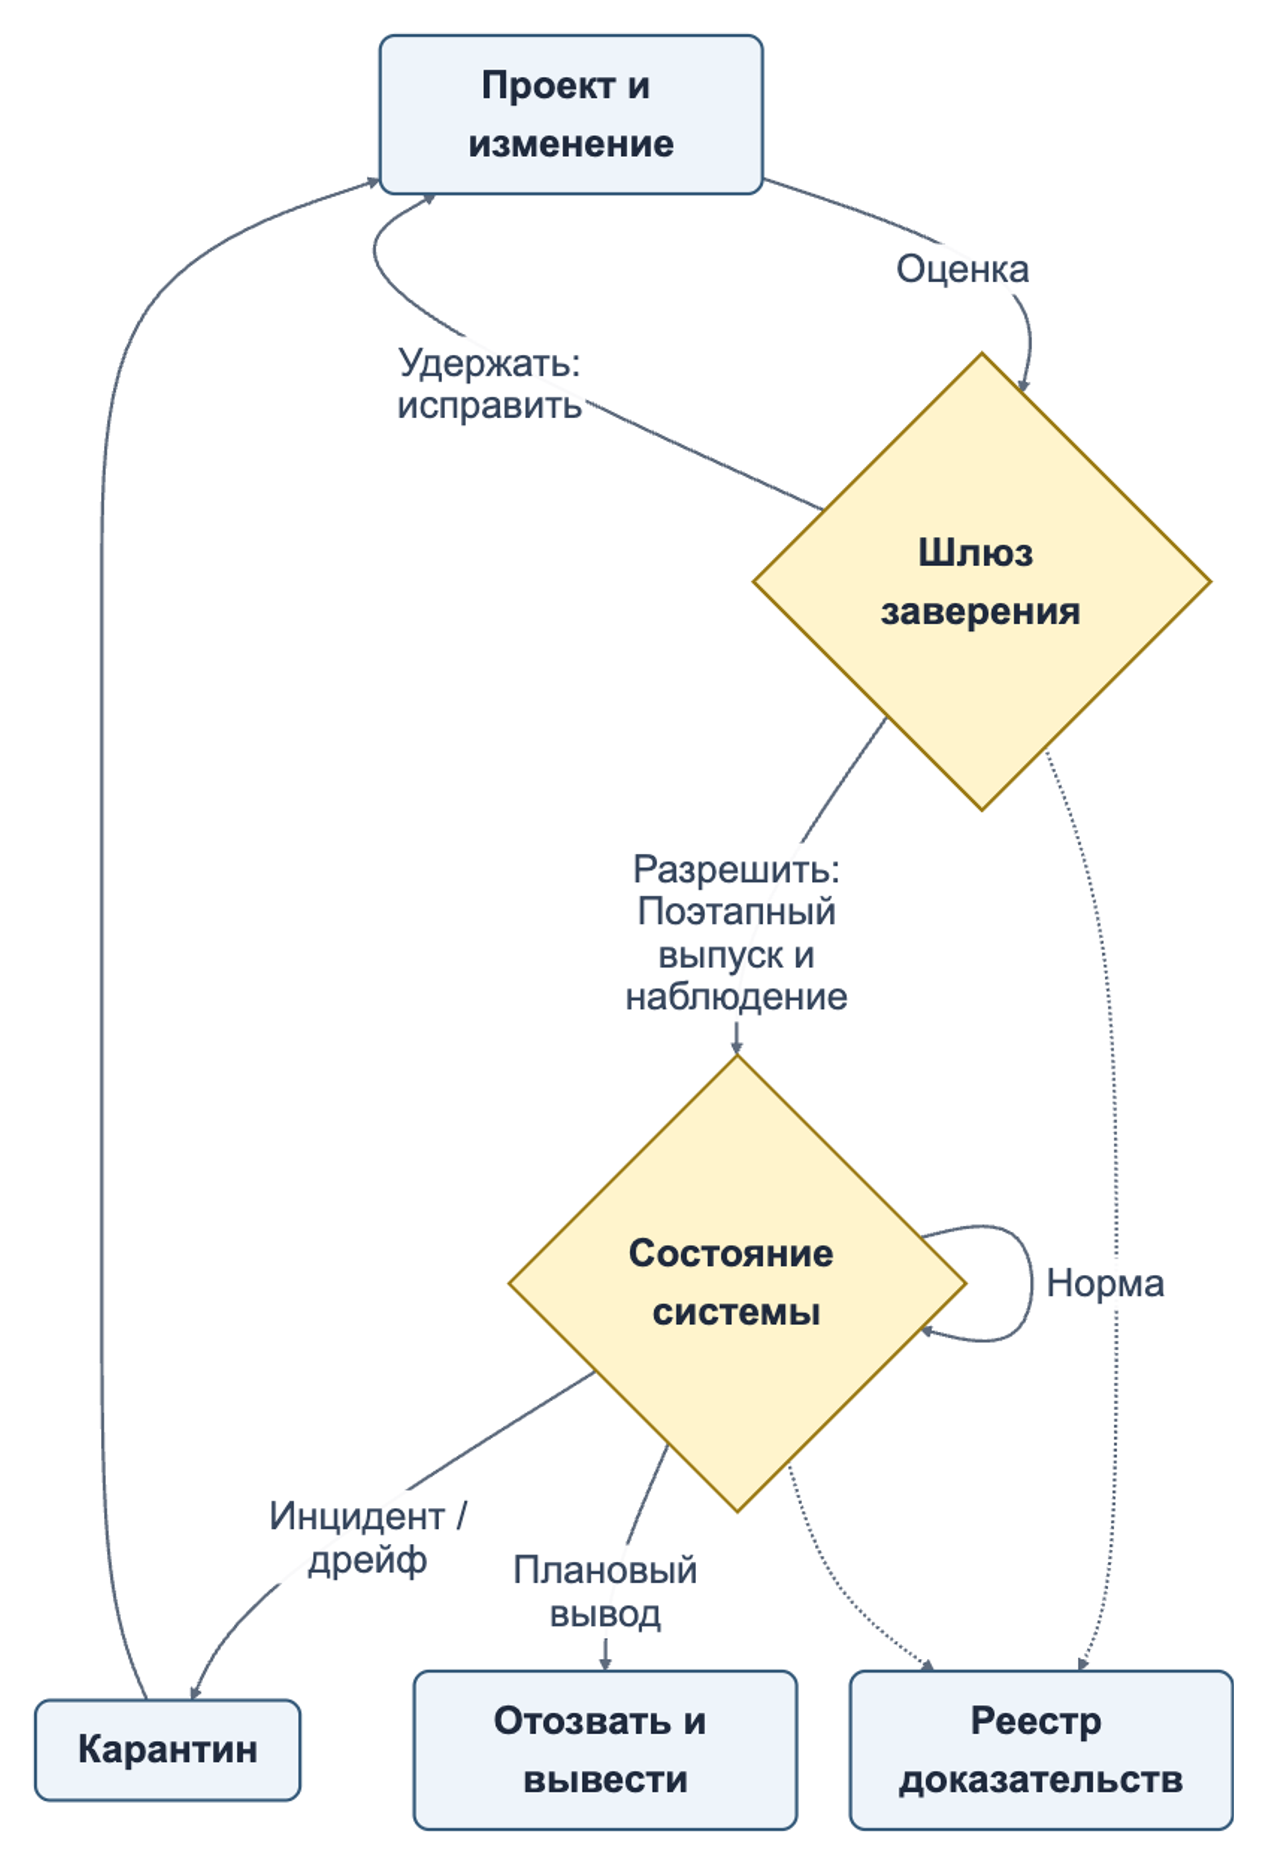 Проект и
изменение
Оценка
Удержать:
исправить
Шлюз
заверения
Разрешить:
Поэтапный
выпуск и
наблюдение
Состояние
системы
Норма
Инцидент /
дрейф
Плановый
вывод
Карантин
Отозвать и
вывести
Реестр
доказательств